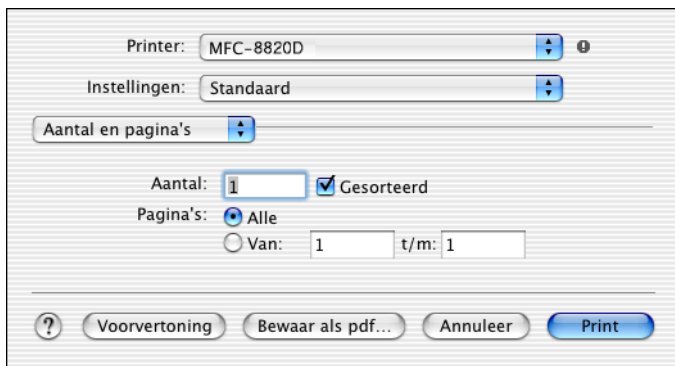 Printer: MFC-8820D
Instellingen: Standaard
Aantal en pagina's
Aantal: 1 Gesorteerd
Pagina's: Alle
Van: 1 t/m: 1
? Voorvertoning Bewaar als pdf... Annuleer Print